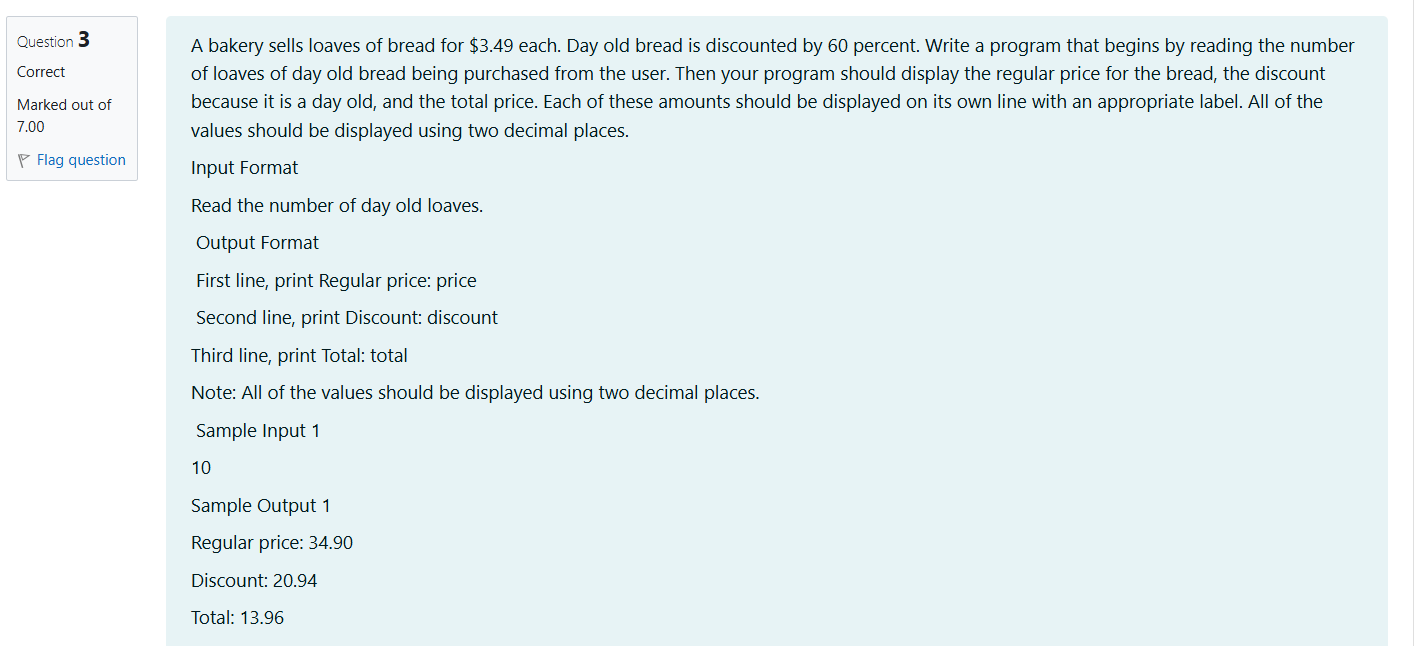 Question 3
Correct
Marked out of
7.00
Flag question
A bakery sells loaves of bread for $3.49 each. Day old bread is discounted by 60 percent. Write a program that begins by reading the number
of loaves of day old bread being purchased from the user. Then your program should display the regular price for the bread, the discount
because it is a day old, and the total price. Each of these amounts should be displayed on its own line with an appropriate label. All of the
values should be displayed using two decimal places.
Input Format
Read the number of day old loaves.
Output Format
First line, print Regular price: price
Second line, print Discount: discount
Third line, print Total: total
Note: All of the values should be displayed using two decimal places.
Sample Input 1
10
Sample Output 1
Regular price: 34.90
Discount: 20.94
Total: 13.96